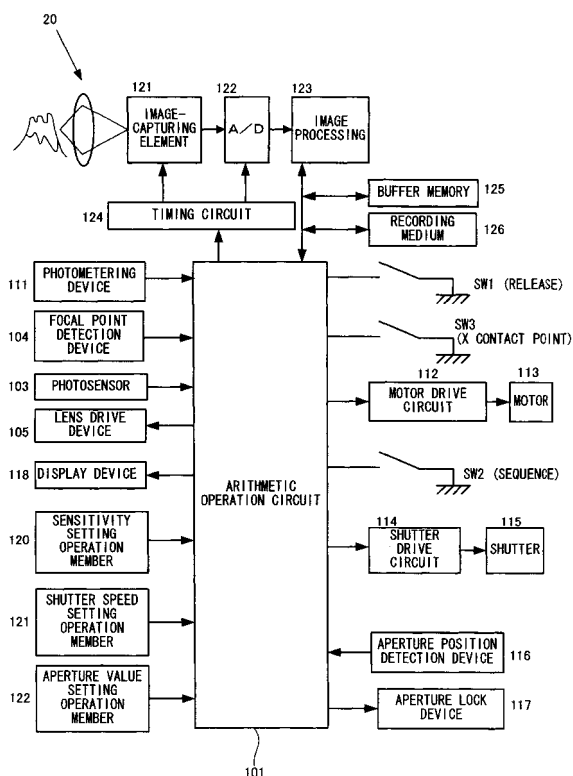 20
121
122
123
IMAGE-
CAPTURING
ELEMENT
A/D
IMAGE
PROCESSING
124
TIMING CIRCUIT
BUFFER MEMORY
125
RECORDING
MEDIUM
126
111
PHOTOMETERING
DEVICE
SW1 (RELEASE)
104
FOCAL POINT
DETECTION
DEVICE
SW3
(X CONTACT POINT)
103
PHOTOSENSOR
112
113
MOTOR DRIVE
CIRCUIT
MOTOR
105
LENS DRIVE
DEVICE
118
DISPLAY DEVICE
ARITHMETIC
OPERATION CIRCUIT
SW2 (SEQUENCE)
120
SENSITIVITY
SETTING
OPERATION
MEMBER
114
115
SHUTTER
DRIVE
CIRCUIT
SHUTTER
121
SHUTTER SPEED
SETTING
OPERATION
MEMBER
APERTURE POSITION
DETECTION DEVICE
116
122
APERTURE VALUE
SETTING
OPERATION
MEMBER
APERTURE LOCK
DEVICE
117
101